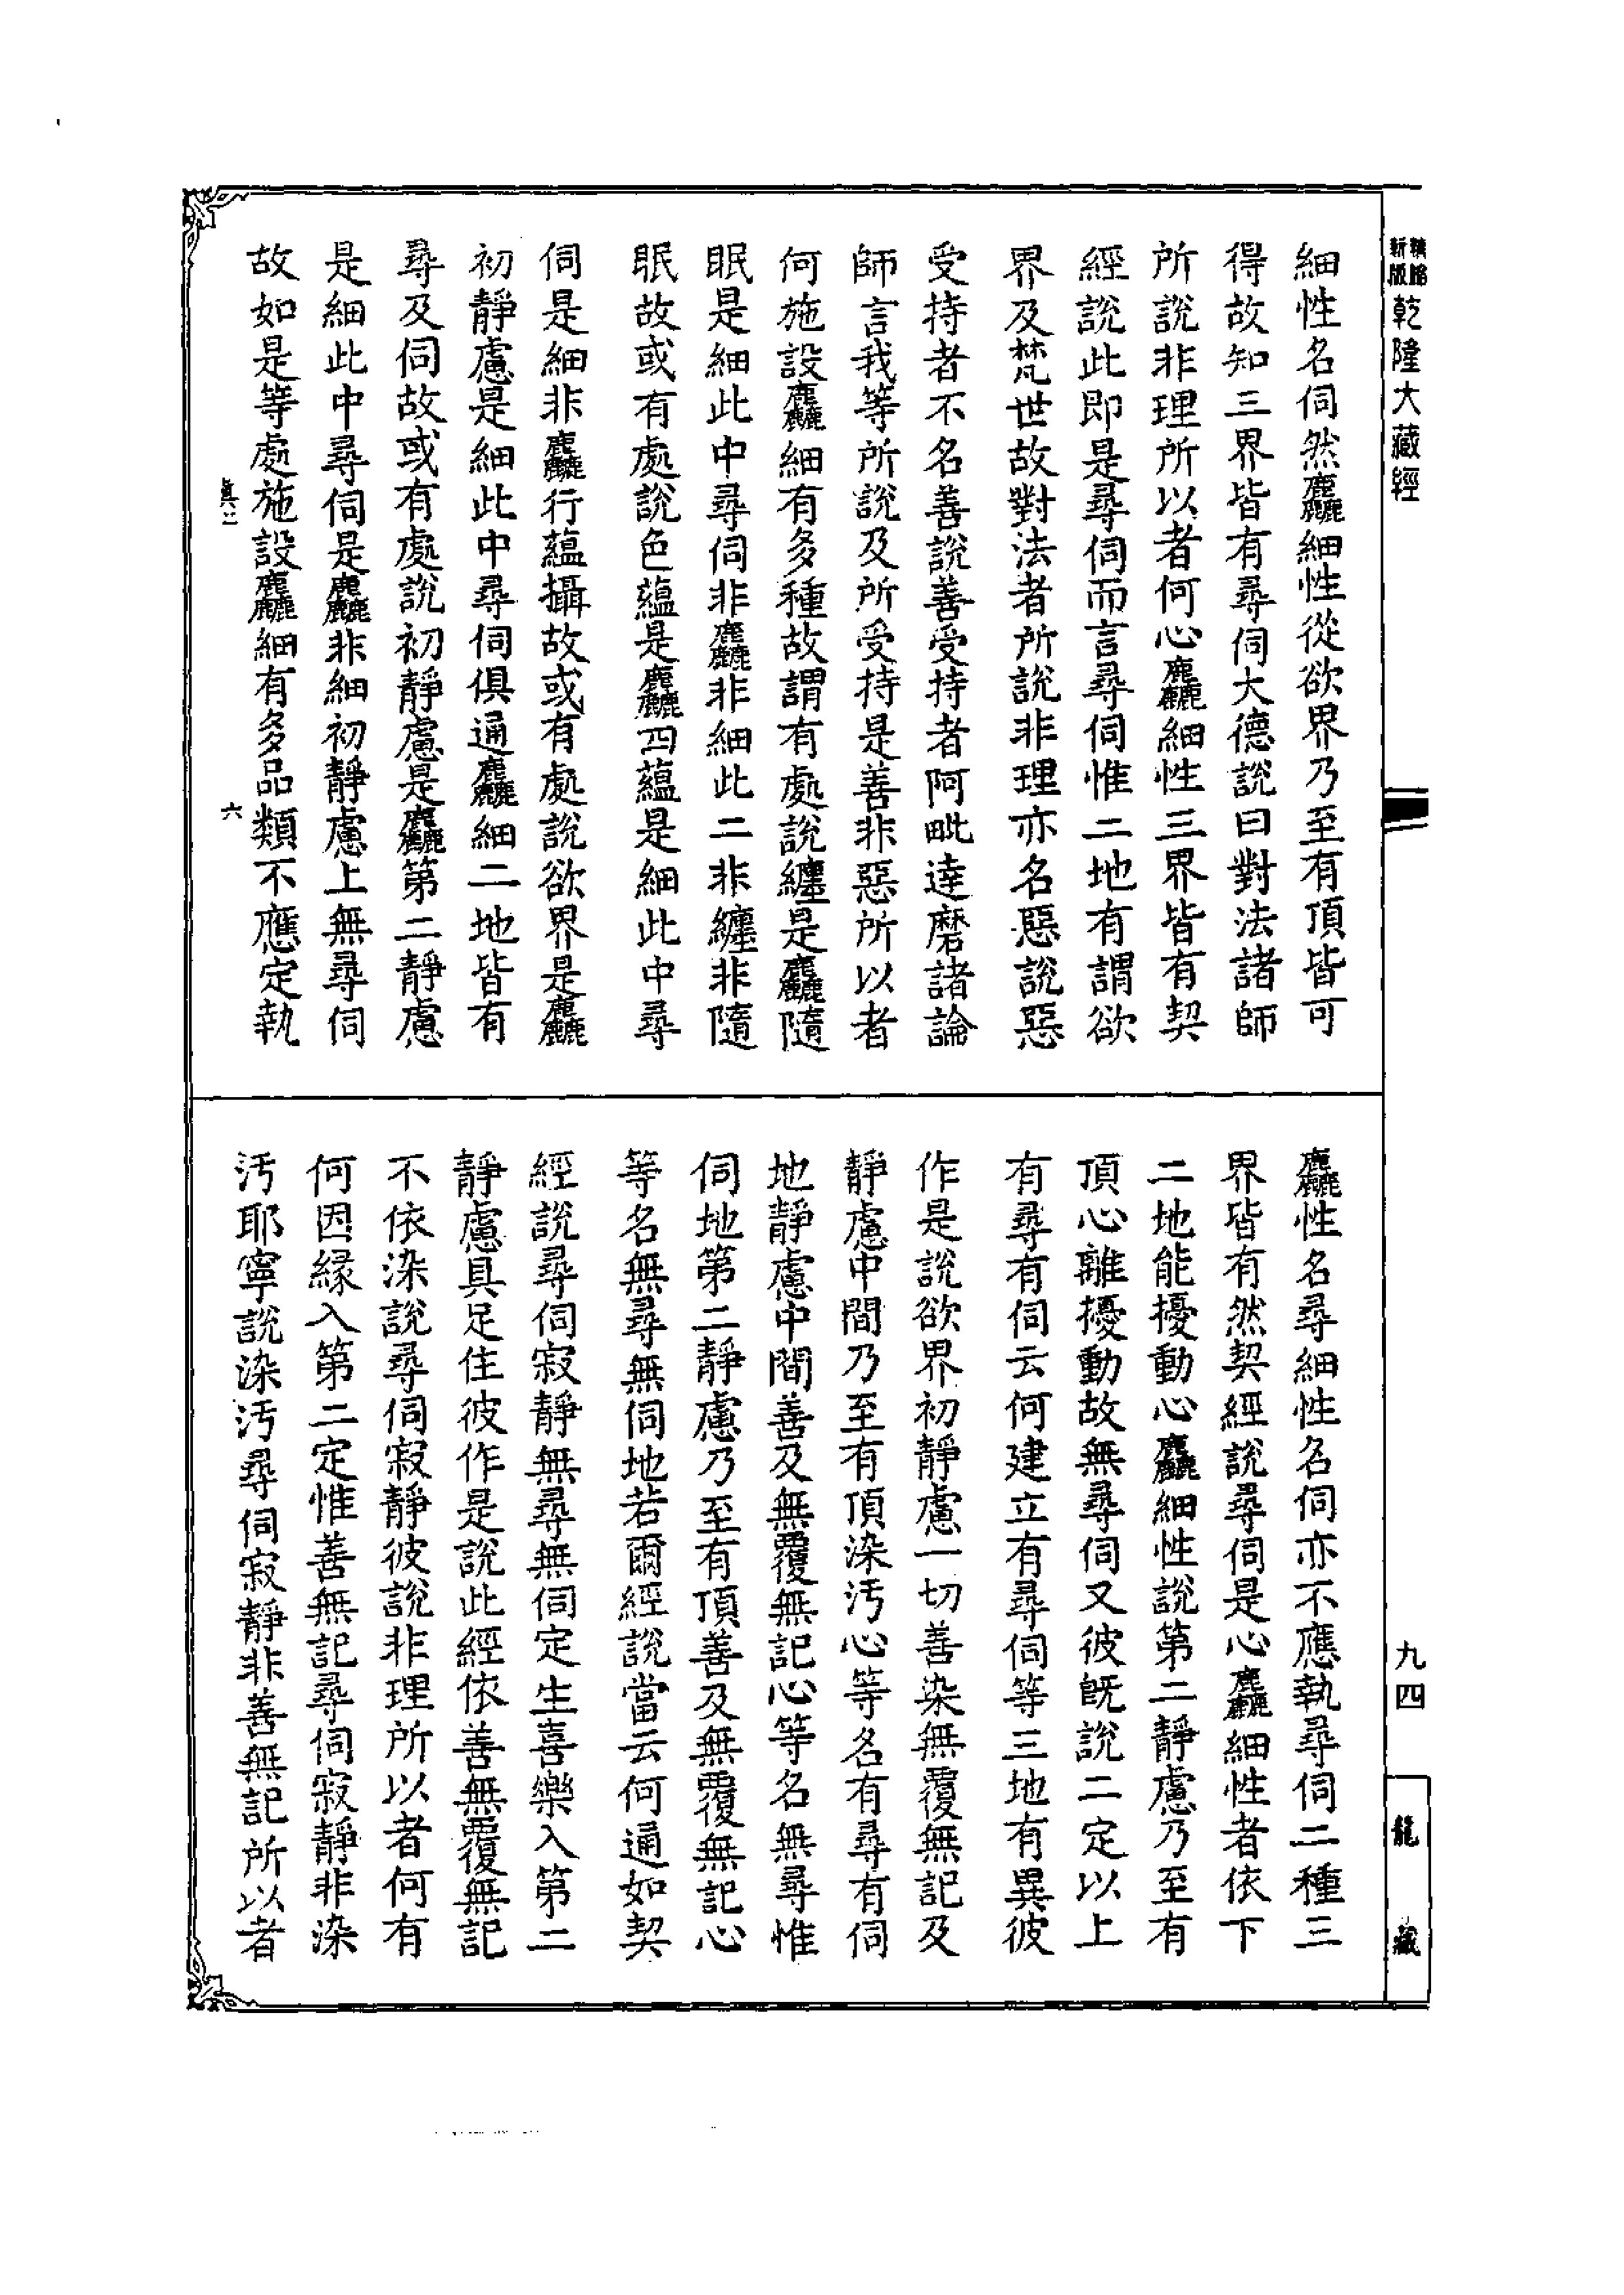 新版
精縮
乾隆大藏經
九四
龍藏
細性名伺然麤細性從欲界乃至有頂皆可
得故知三界皆有尋伺大德說曰對法諸師
所說非理所以者何心麤細性三界皆有契
經說此即是尋伺而言尋伺惟二地有謂欲
界及梵世故對法者所說非理亦名惡說惡
受持者不名善說善受持者阿毗達磨諸論
師言我等所說及所受持是善非惡所以者
何施設麤細有多種故謂有處說纏是麤隨
眠是細此中尋伺非麤非細此二非纏非隨
眠故或有處說色蘊是麤四蘊是細此中尋
伺是細非麤行蘊攝故或有處說欲界是麤
初靜慮是細此中尋伺俱通麤細二地皆有
尋及伺故或有處說初靜慮是麤第二靜慮
是細此中尋伺是麤非細初靜慮上無尋伺
故如是等處施設麤細有多品類不應定執
真二
六
麤性名尋細性名伺亦不應執尋伺二種三
界皆有然契經說尋伺是心麤細性者依下
二地能擾動心麤細性說第二靜慮乃至有
頂心離擾動故無尋伺又彼既說二定以上
有尋有伺云何建立有尋伺等三地有異彼
作是說欲界初靜慮一切善染無覆無記及
靜慮中間乃至有頂染汚心等名有尋有伺
地靜慮中間善及無覆無記心等名無尋惟
伺地第二靜慮乃至有頂善及無覆無記心
等名無尋無伺地若爾經說當云何通如契
經說尋伺寂靜無尋無伺定生喜樂入第二
靜慮具足住彼作是說此經依善無覆無記
不依染說尋伺寂靜彼說非理所以者何有
何因緣入第二定惟善無記尋伺寂靜非染
汚耶寧說染汚尋伺寂靜非善無記所以者